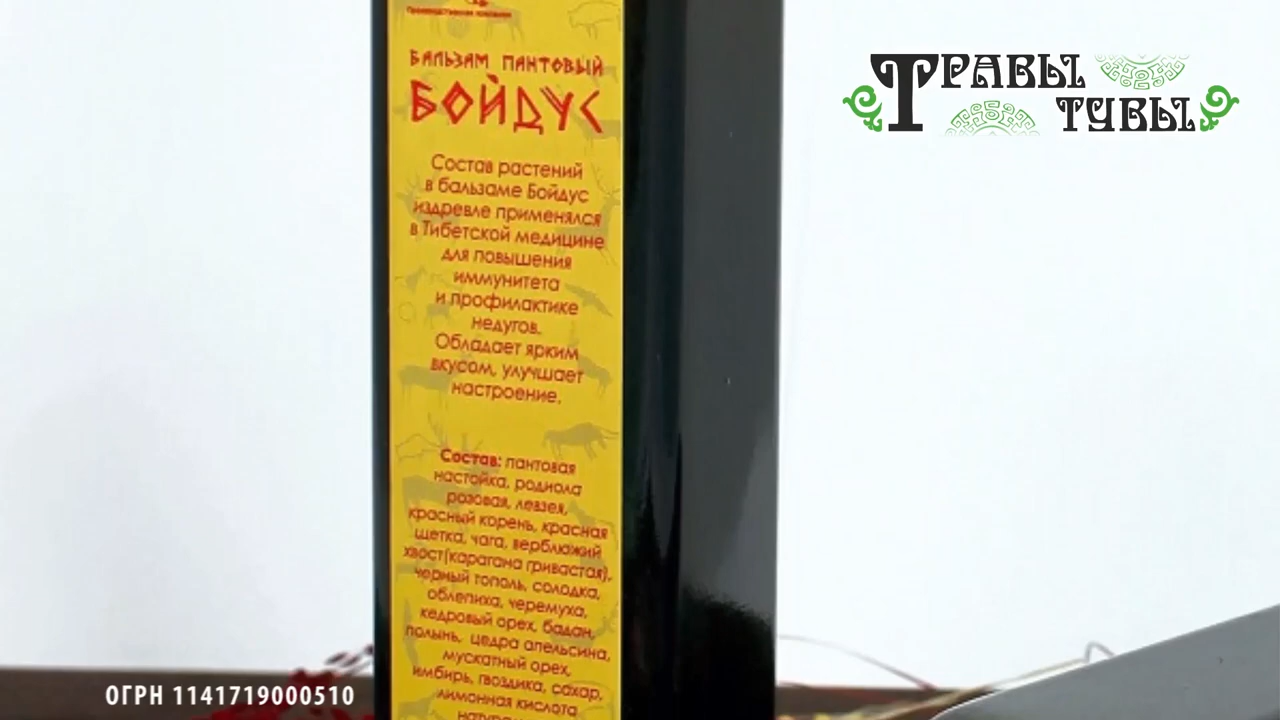 Производственная компания
БАЛЬЗАМ ПАНТОВЫЙ
БОЙДУС
Состав растений
в бальзаме Бойдус
издревле применялся
в Тибетской медицине
для повышения
иммунитета
и профилактике
недугов.
Обладает ярким
вкусом, улучшает
настроение.
Состав: пантовая
настойка, родиола
розовая, левзея,
красный корень, красная
щетка, чага, верблюжий
хвост(карагана гривастая),
черный тополь, солодка,
облепиха, черемуха,
кедровый орех, бадан,
полынь, цедра апельсина,
мускатный орех,
имбирь, гвоздика, сахар,
лимонная кислота
ТРАВЫ
ТУВЫ
ОГРН 1141719000510